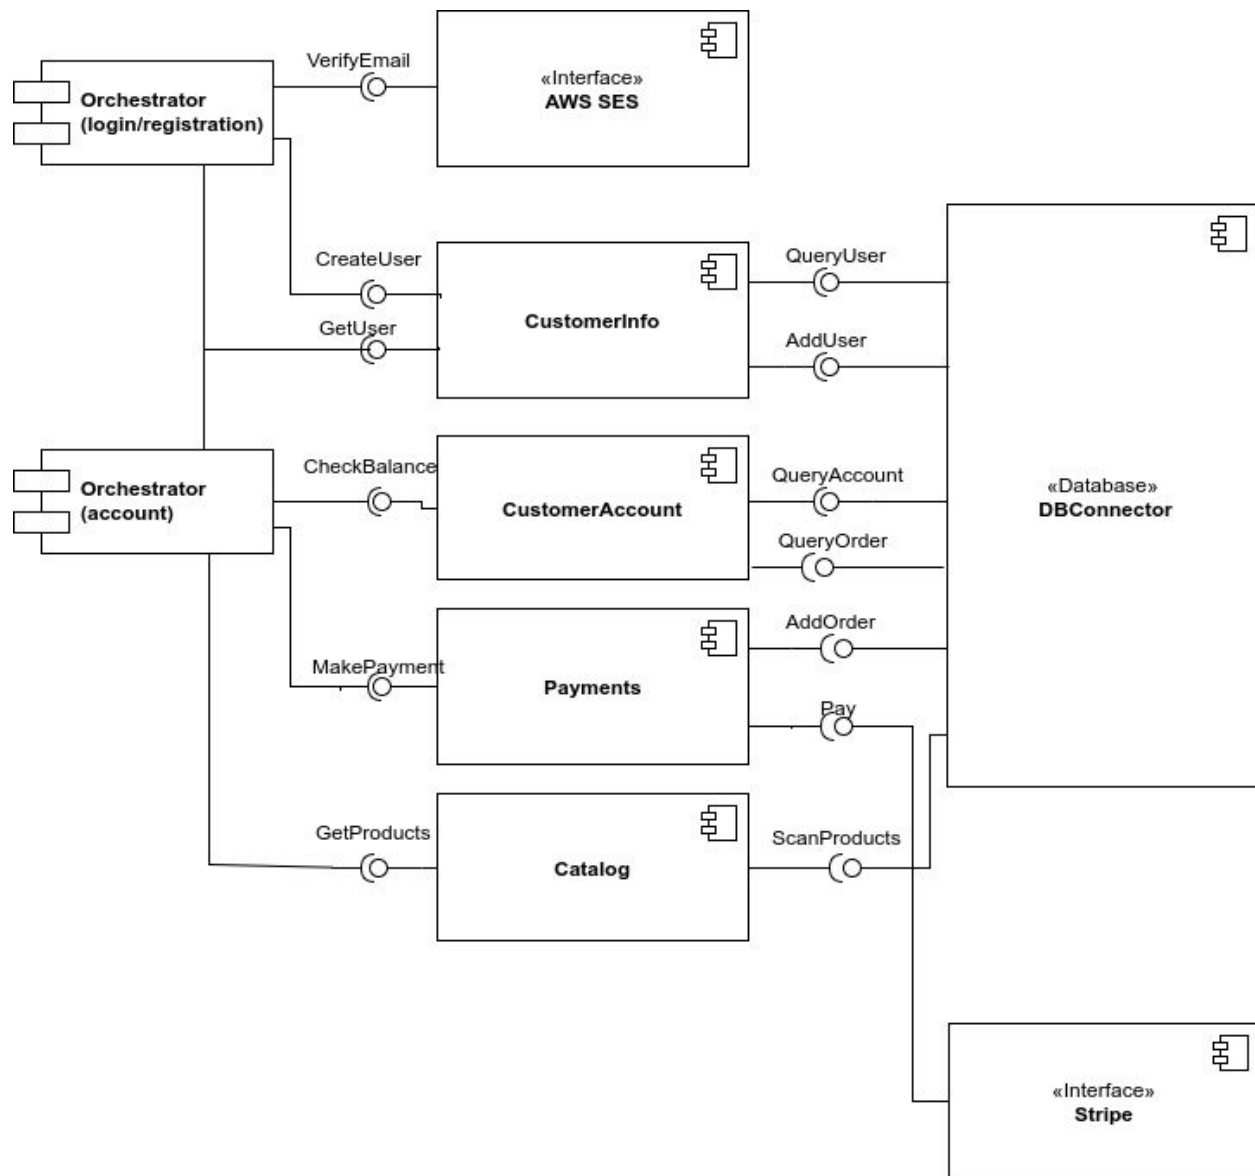 VerifyEmail
«Interface»
AWS SES
Orchestrator
(login/registration)
CreateUser
GetUser
CustomerInfo
QueryUser
AddUser
Orchestrator
(account)
CheckBalance
CustomerAccount
QueryAccount
QueryOrder
«Database»
DBConnector
MakePayment
Payments
AddOrder
Pay
GetProducts
Catalog
ScanProducts
«Interface»
Stripe